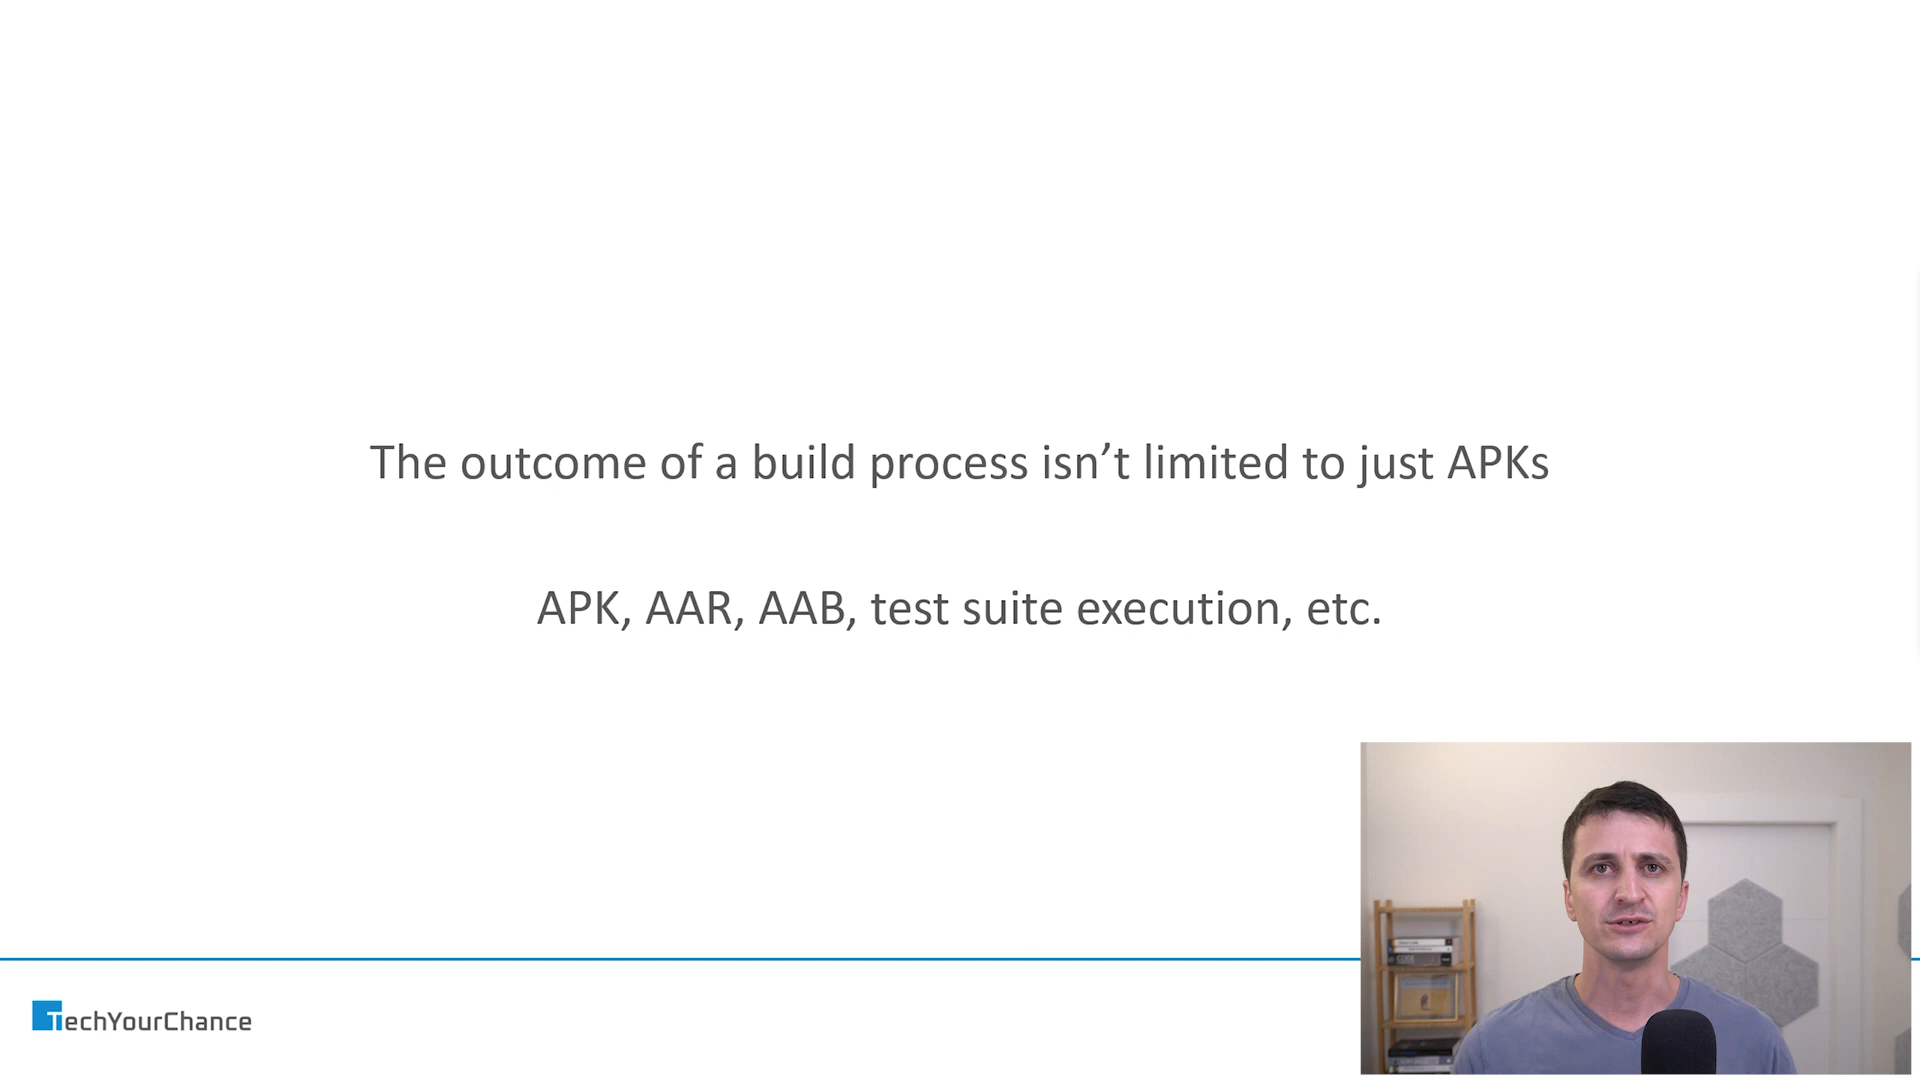 The outcome of a build process isn’t limited to just APKs
APK, AAR, AAB, test suite execution, etc.
TechYourChance